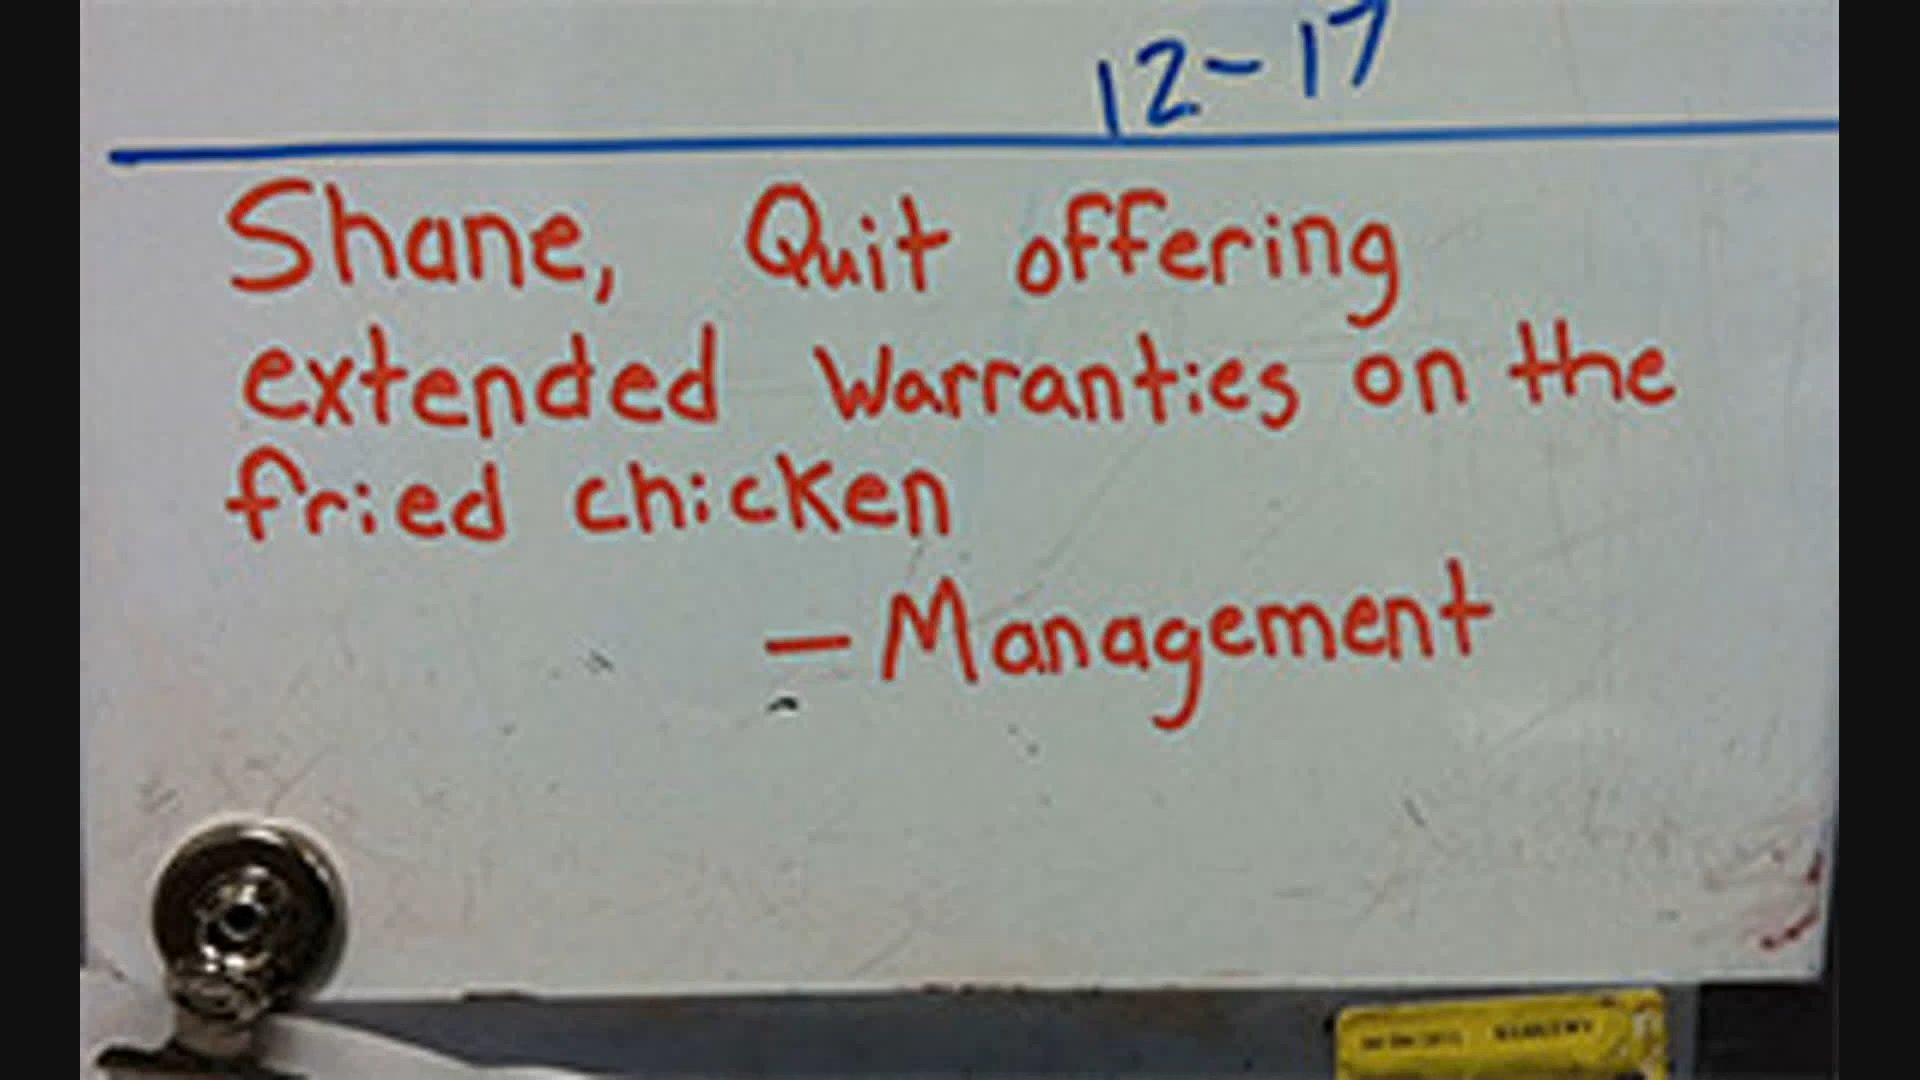 12-17
Shane, Quit offering
extended Warranties on the
fried chicken
- Management